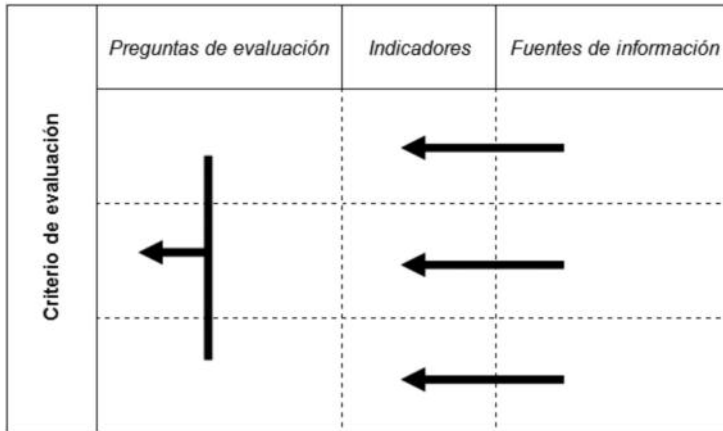 Preguntas de evaluación
Indicadores
Fuentes de información
Criterio de evaluación